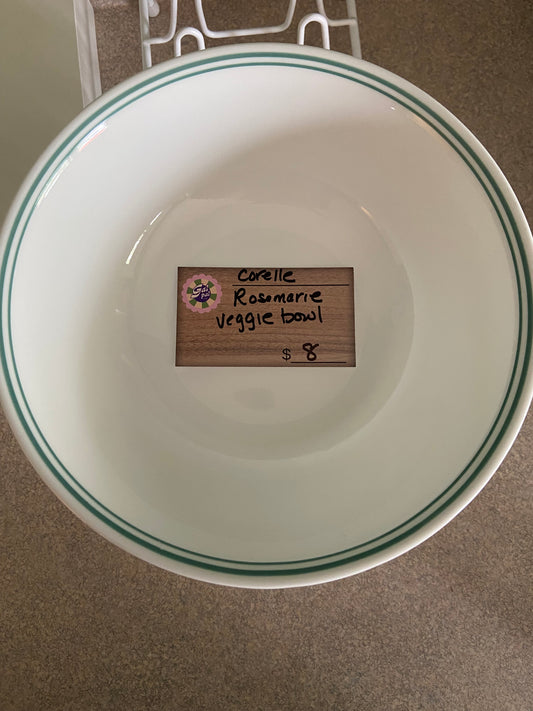 Corelle
Rosemarie
veggie bowl
$ 8